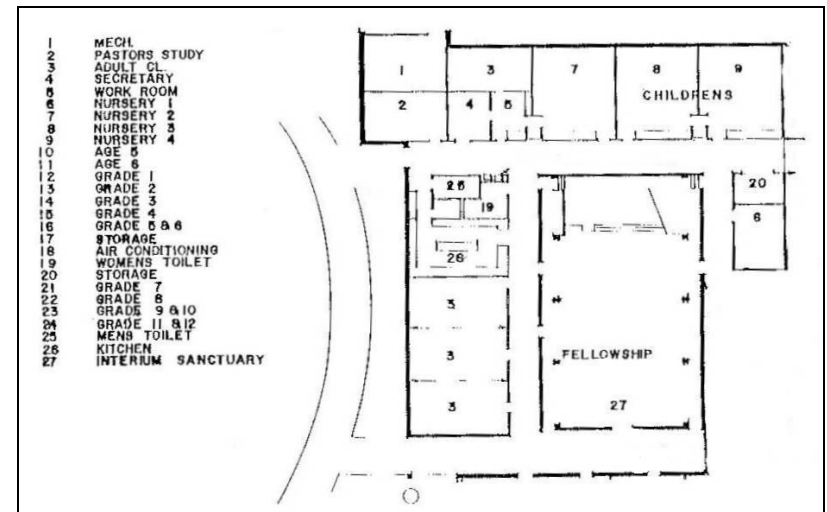 1 MECH.
2 PASTORS STUDY
3 ADULT CL.
4 SECRETARY
5 WORK ROOM
6 NURSERY 1
7 NURSERY 2
8 NURSERY 3
9 NURSERY 4
10 AGE 5
11 AGE 6
12 GRADE 1
13 GRADE 2
14 GRADE 3
15 GRADE 4
16 GRADE 5 & 6
17 STORAGE
18 AIR CONDITIONING
19 WOMENS TOILET
20 STORAGE
21 GRADE 7
22 GRADE 8
23 GRADE 9 & 10
24 GRADE 11 & 12
25 MENS TOILET
26 KITCHEN
27 INTERIUM SANCTUARY
1 3 7 8 9
CHILDRENS
2 4 5
25 20
19 6
26
3
3
FELLOWSHIP
3 27